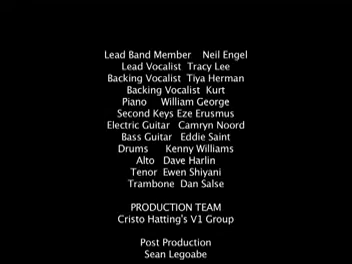 Lead Band Member Neil Engel
Lead Vocalist Tracy Lee
Backing Vocalist Tiya Herman
Backing Vocalist Kurt
Piano William George
Second Keys Eze Erusmus
Electric Guitar Camryn Noord
Bass Guitar Eddie Saint
Drums Kenny Williams
Alto Dave Harlin
Tenor Ewen Shiyani
Trambone Dan Salse
PRODUCTION TEAM
Cristo Hatting's V1 Group
Post Production
Sean Legoabe